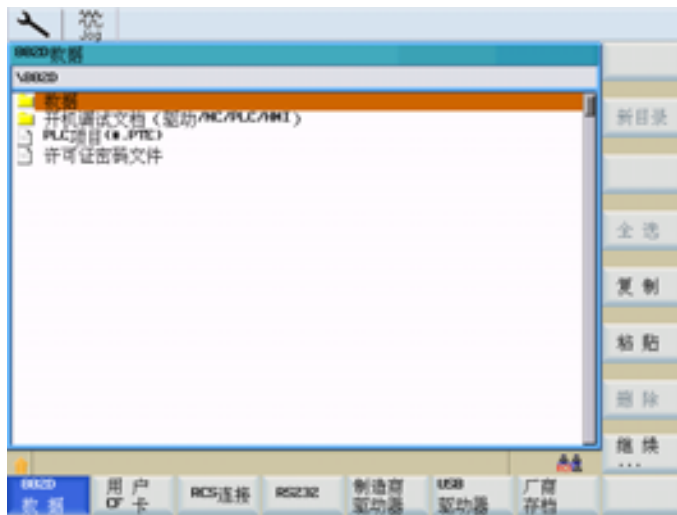 Jog
802D数据
\802D
数据
开机调试文档（驱动/NC/PLC/HMI）
PLC项目(*.PTE)
许可证密码文件
新目录
全选
复制
粘贴
删除
继续
...
802D
数据
用户
CF卡
RCS连接
RS232
制造商
驱动器
USB
驱动器
厂商
存档